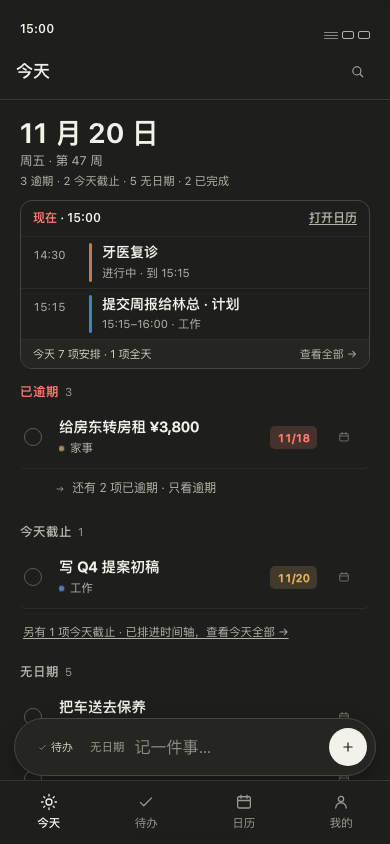 15:00
今天
11 月 20 日
周五 · 第 47 周
3 逾期 · 2 今天截止 · 5 无日期 · 2 已完成
现在 · 15:00 打开日历
14:30 牙医复诊
进行中 · 到 15:15
15:15 提交周报给林总 · 计划
15:15–16:00 · 工作
今天 7 项安排 · 1 项全天 查看全部 →
已逾期 3
给房东转房租 ¥3,800 11/18
家事
→ 还有 2 项已逾期 · 只看逾期
今天截止 1
写 Q4 提案初稿 11/20
工作
另有 1 项今天截止 · 已排进时间轴，查看今天全部 →
无日期 5
把车送去保养
✓ 待办 无日期 记一件事… +
今天 待办 日历 我的